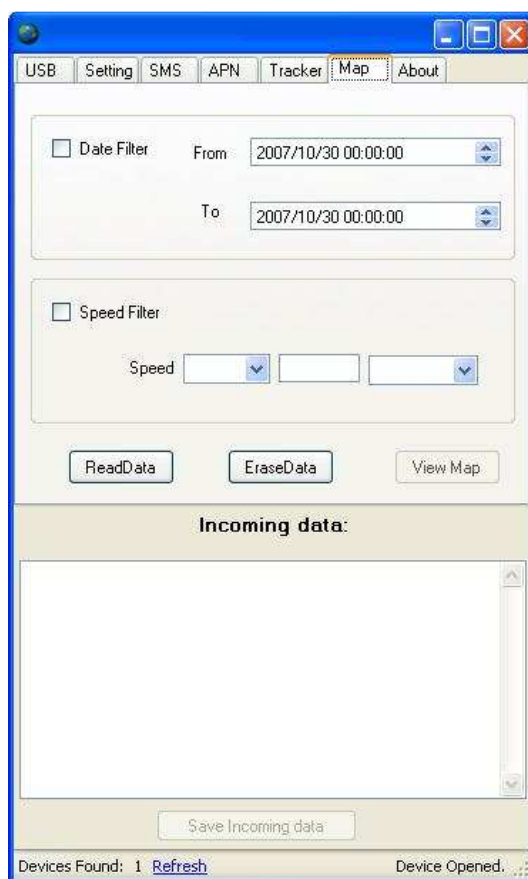 USB Setting SMS APN Tracker Map About
Date Filter From 2007/10/30 00:00:00
To 2007/10/30 00:00:00
Speed Filter
Speed
ReadData EraseData View Map
Incoming data:
Save Incoming data
Devices Found: 1 Refresh Device Opened.